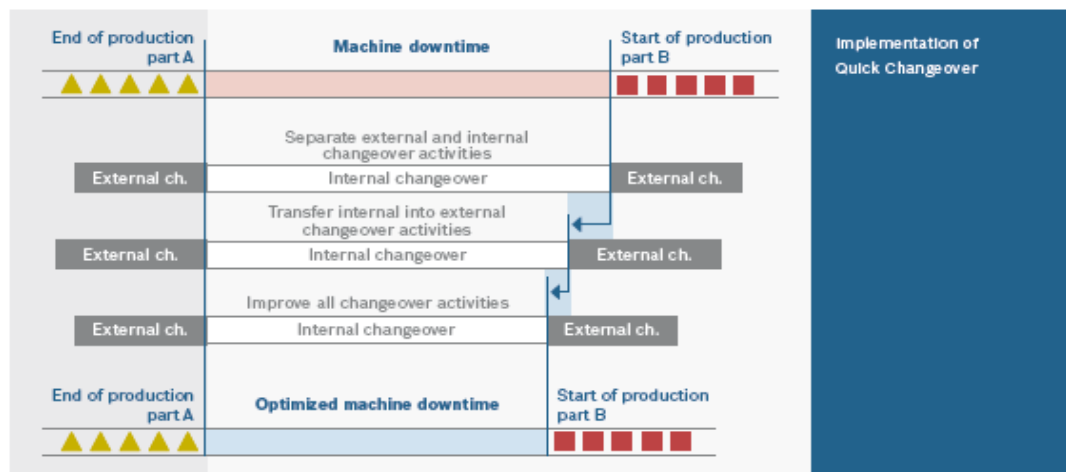 End of production
part A
Machine downtime
Start of production
part B
Implementation of
Quick Changeover
Separate external and internal
changeover activities
External ch.
Internal changeover
External ch.
Transfer internal into external
changeover activities
External ch.
Internal changeover
External ch.
Improve all changeover activities
External ch.
Internal changeover
External ch.
End of production
part A
Optimized machine downtime
Start of production
part B